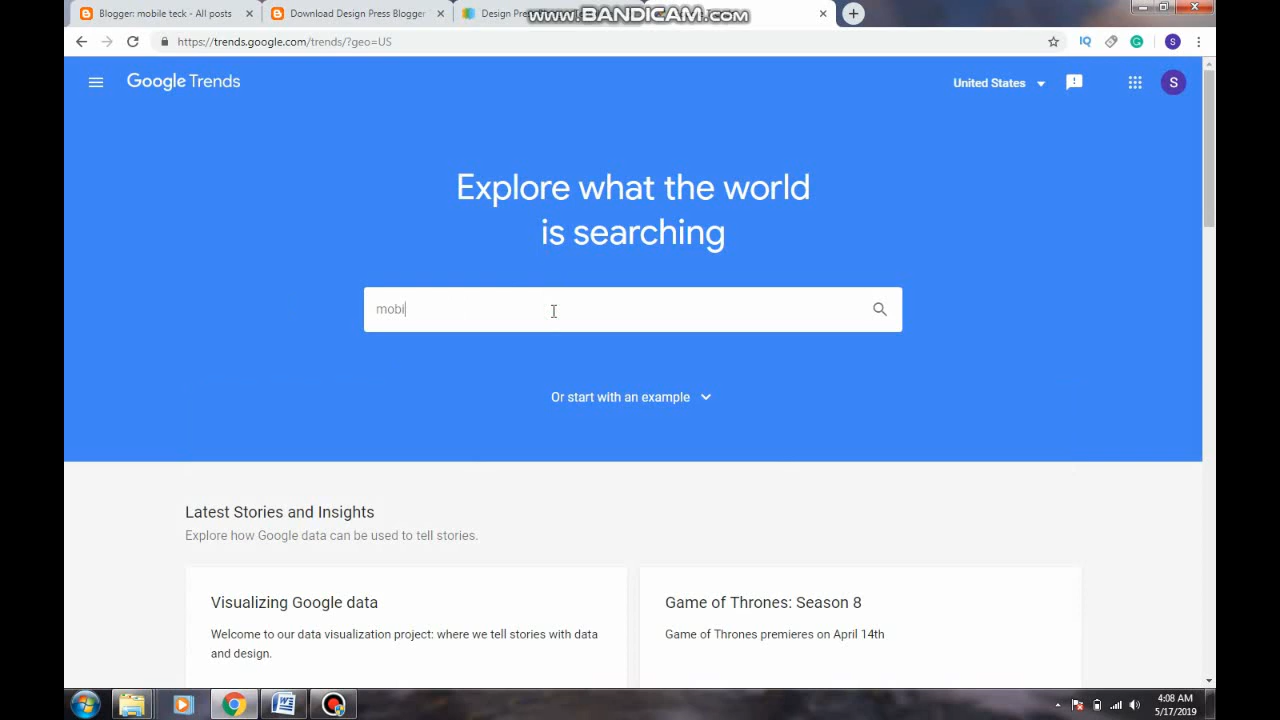 Blogger: mobile teck - All posts
Download Design Press Blogger
Design Pre
www.BANDICAM.com
https://trends.google.com/trends/?geo=US
IQ
S
Google Trends
United States
S
Explore what the world
is searching
mobi
Or start with an example
Latest Stories and Insights
Explore how Google data can be used to tell stories.
Visualizing Google data
Welcome to our data visualization project: where we tell stories with data
and design.
Game of Thrones: Season 8
Game of Thrones premieres on April 14th
4:08 AM
5/17/2019